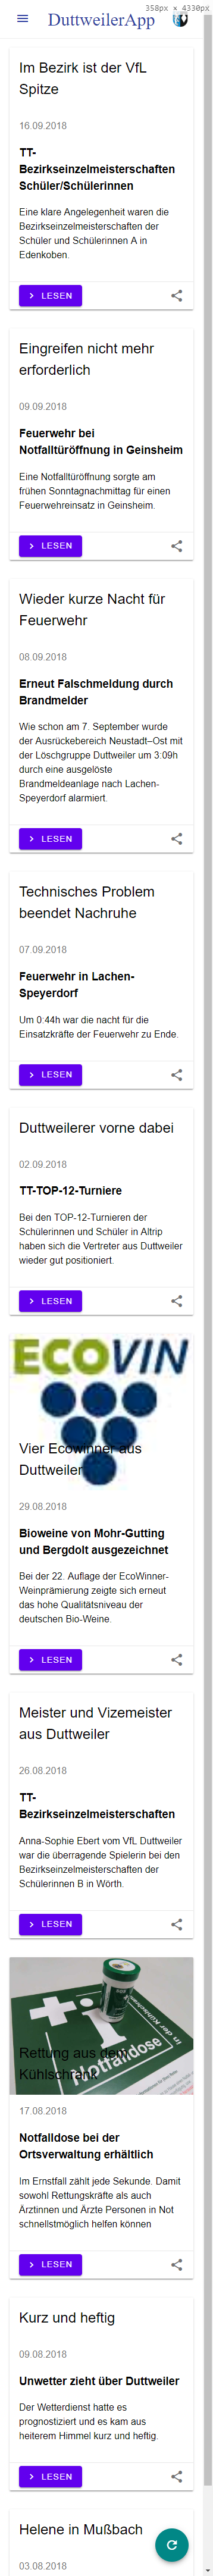 358px × 4330px
DuttweilerApp
Im Bezirk ist der VfL
Spitze
16.09.2018
TT-
Bezirkseinzelmeisterschaften
Schüler/Schülerinnen
Eine klare Angelegenheit waren die
Bezirkseinzelmeisterschaften der
Schüler und Schülerinnen A in
Edenkoben.
LESEN
Eingreifen nicht mehr
erforderlich
09.09.2018
Feuerwehr bei
Notfalltüröffnung in Geinsheim
Eine Notfalltüröffnung sorgte am
frühen Sonntagnachmittag für einen
Feuerwehreinsatz in Geinsheim.
LESEN
Wieder kurze Nacht für
Feuerwehr
08.09.2018
Erneut Falschmeldung durch
Brandmelder
Wie schon am 7. September wurde
der Ausrückebereich Neustadt–Ost mit
der Löschgruppe Duttweiler um 3:09h
durch eine ausgelöste
Brandmeldeanlage nach Lachen-
Speyerdorf alarmiert.
LESEN
Technisches Problem
beendet Nachruhe
07.09.2018
Feuerwehr in Lachen-
Speyerdorf
Um 0:44h war die nacht für die
Einsatzkräfte der Feuerwehr zu Ende.
LESEN
Duttweilerer vorne dabei
02.09.2018
TT-TOP-12-Turniere
Bei den TOP-12-Turnieren der
Schülerinnen und Schüler in Altrip
haben sich die Vertreter aus Duttweiler
wieder gut positioniert.
LESEN
ECOVIN
Vier Ecowinner aus
Duttweiler
29.08.2018
Bioweine von Mohr-Gutting
und Bergdolt ausgezeichnet
Bei der 22. Auflage der EcoWinner-
Weinprämierung zeigte sich erneut
das hohe Qualitätsniveau der
deutschen Bio-Weine.
LESEN
Meister und Vizemeister
aus Duttweiler
26.08.2018
TT-
Bezirkseinzelmeisterschaften
Anna-Sophie Ebert vom VfL Duttweiler
war die überragende Spielerin bei den
Bezirkseinzelmeisterschaften der
Schülerinnen B in Wörth.
LESEN
in der Kühlschrank
Notfalldose
Rettung aus dem
Kühlschrank
17.08.2018
Notfalldose bei der
Ortsverwaltung erhältlich
Im Ernstfall zählt jede Sekunde. Damit
sowohl Rettungskräfte als auch
Ärztinnen und Ärzte Personen in Not
schnellstmöglich helfen können
LESEN
Kurz und heftig
09.08.2018
Unwetter zieht über Duttweiler
Der Wetterdienst hatte es
prognostiziert und es kam aus
heiterem Himmel kurz und heftig.
LESEN
Helene in Mußbach
03.08.2018